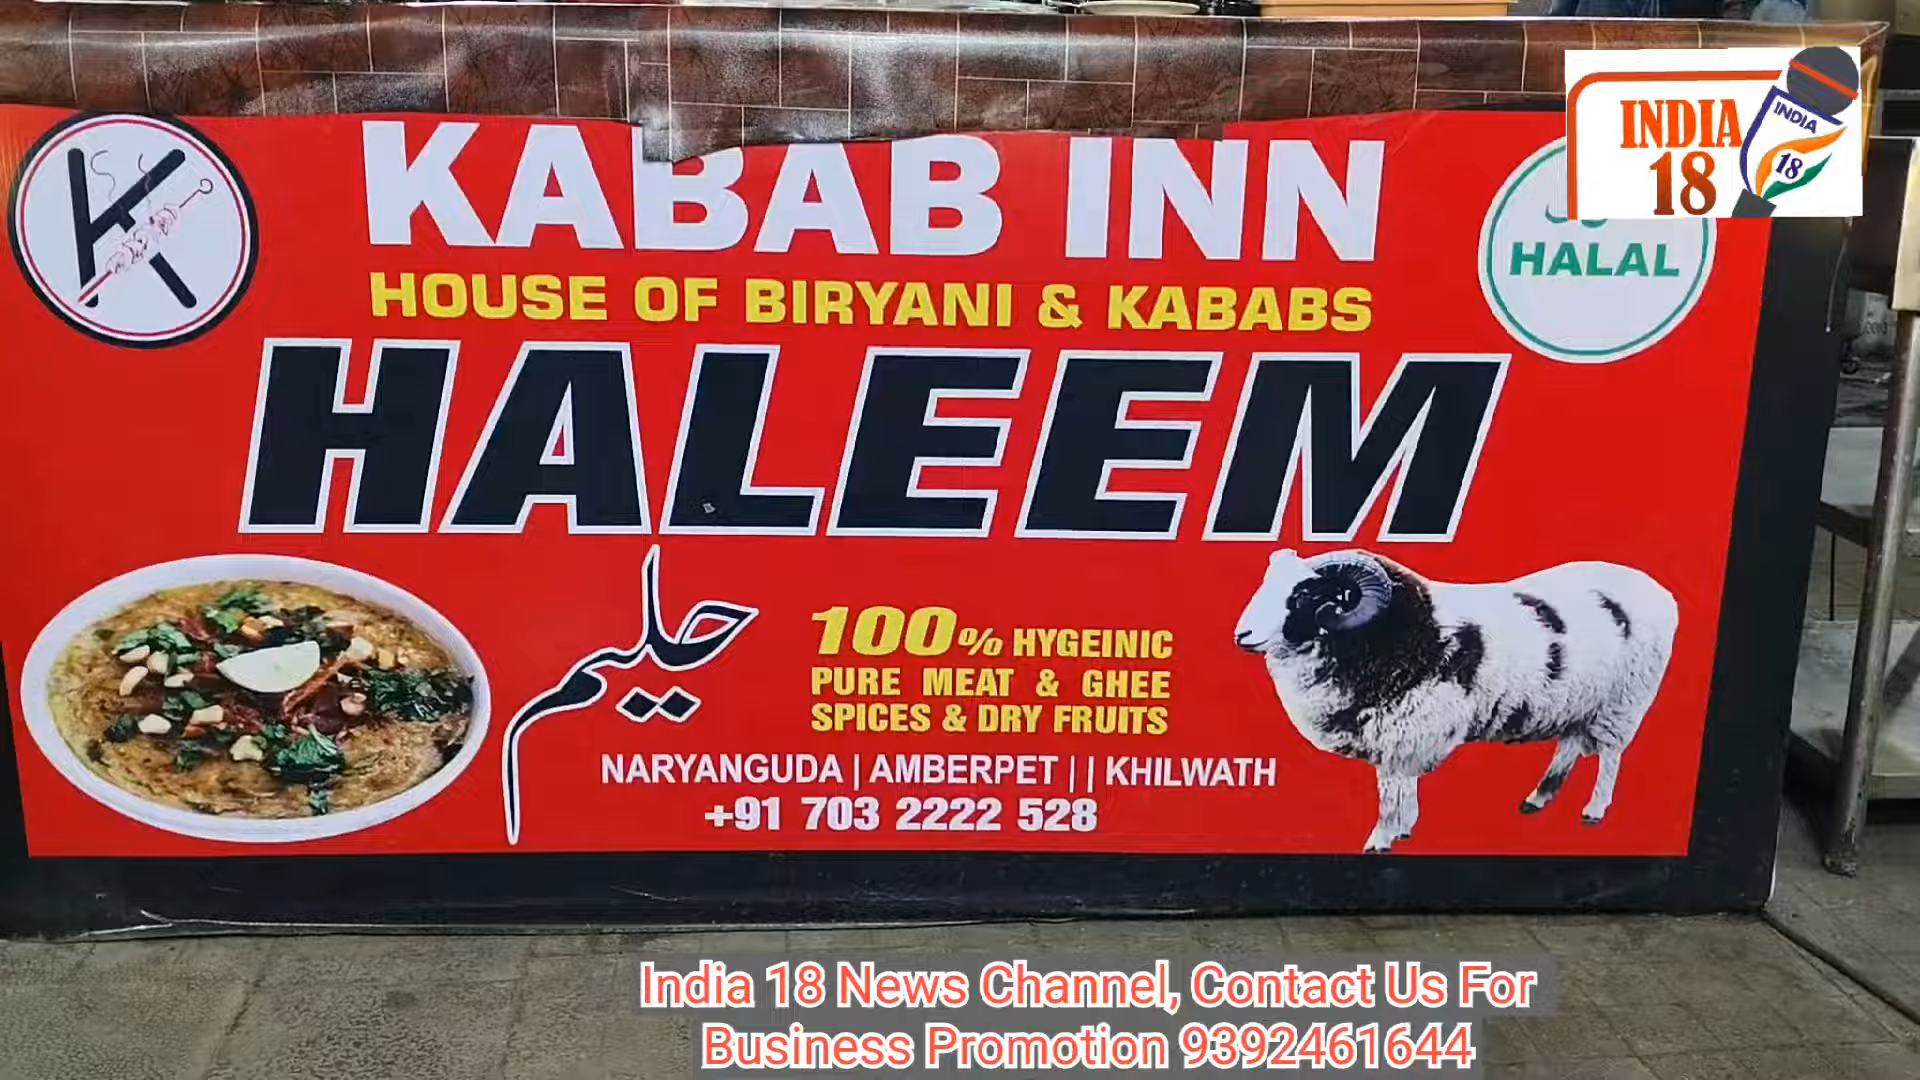 INDIA
18
INDIA
18
KABAB INN
HOUSE OF BIRYANI & KABABS
HALAL
HALEEM
حلیم
100% HYGEINIC
PURE MEAT & GHEE
SPICES & DRY FRUITS
NARYANGUDA | AMBERPET | | KHILWATH
+91 703 2222 528
India 18 News Channel, Contact Us For
Business Promotion 9392461644